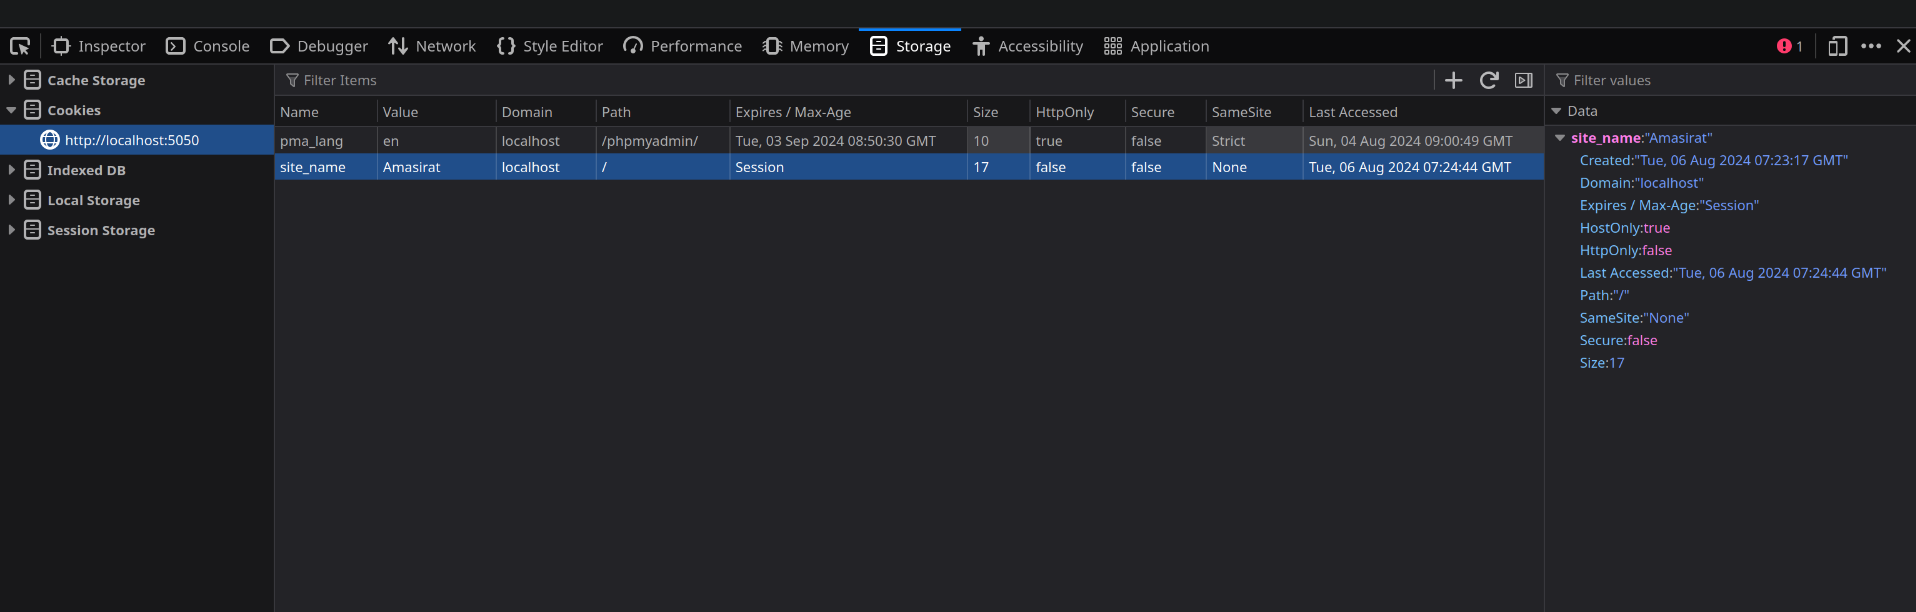 Inspector Console Debugger Network Style Editor Performance Memory Storage Accessibility Application 1
Cache Storage
Cookies
http://localhost:5050
Indexed DB
Local Storage
Session Storage
Filter Items
Name Value Domain Path Expires / Max-Age Size HttpOnly Secure SameSite Last Accessed
pma_lang en localhost /phpmyadmin/ Tue, 03 Sep 2024 08:50:30 GMT 10 true false Strict Sun, 04 Aug 2024 09:00:49 GMT
site_name Amasirat localhost / Session 17 false false None Tue, 06 Aug 2024 07:24:44 GMT
Filter values
Data
site_name:"Amasirat"
Created:"Tue, 06 Aug 2024 07:23:17 GMT"
Domain:"localhost"
Expires / Max-Age:"Session"
HostOnly:true
HttpOnly:false
Last Accessed:"Tue, 06 Aug 2024 07:24:44 GMT"
Path:"/"
SameSite:"None"
Secure:false
Size:17